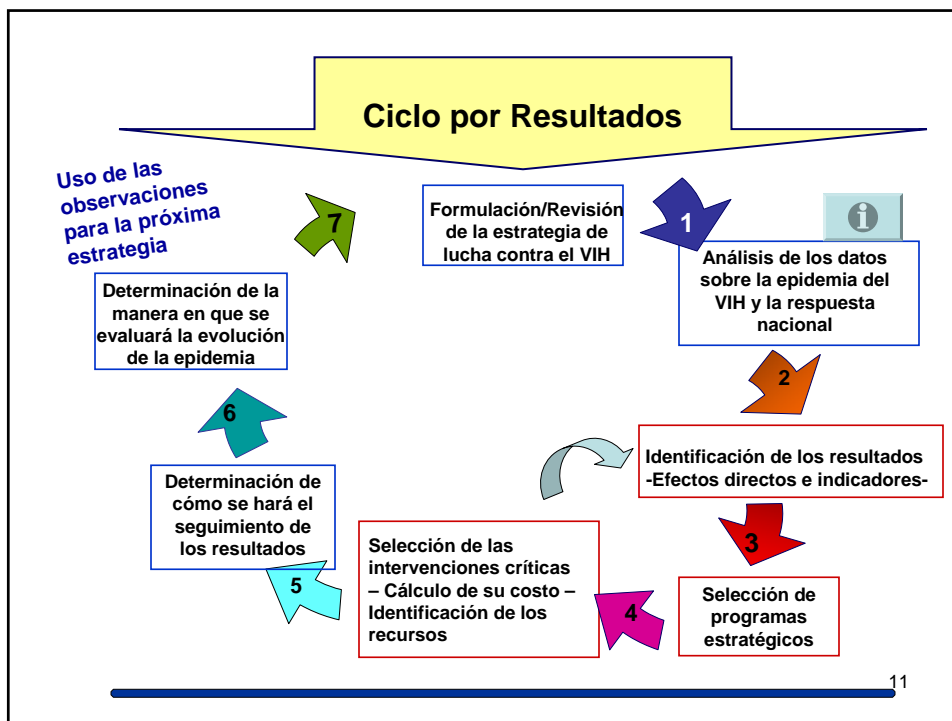 Ciclo por Resultados
Uso de las
observaciones
para la próxima
estrategia
7
Formulación/Revisión
de la estrategia de
lucha contra el VIH
1
Análisis de los datos
sobre la epidemia del
VIH y la respuesta
nacional
2
Identificación de los resultados
-Efectos directos e indicadores-
3
Selección de
programas
estratégicos
4
Selección de las
intervenciones críticas
– Cálculo de su costo –
Identificación de los
recursos
5
Determinación de
cómo se hará el
seguimiento de
los resultados
6
Determinación de la
manera en que se
evaluará la evolución
de la epidemia
11